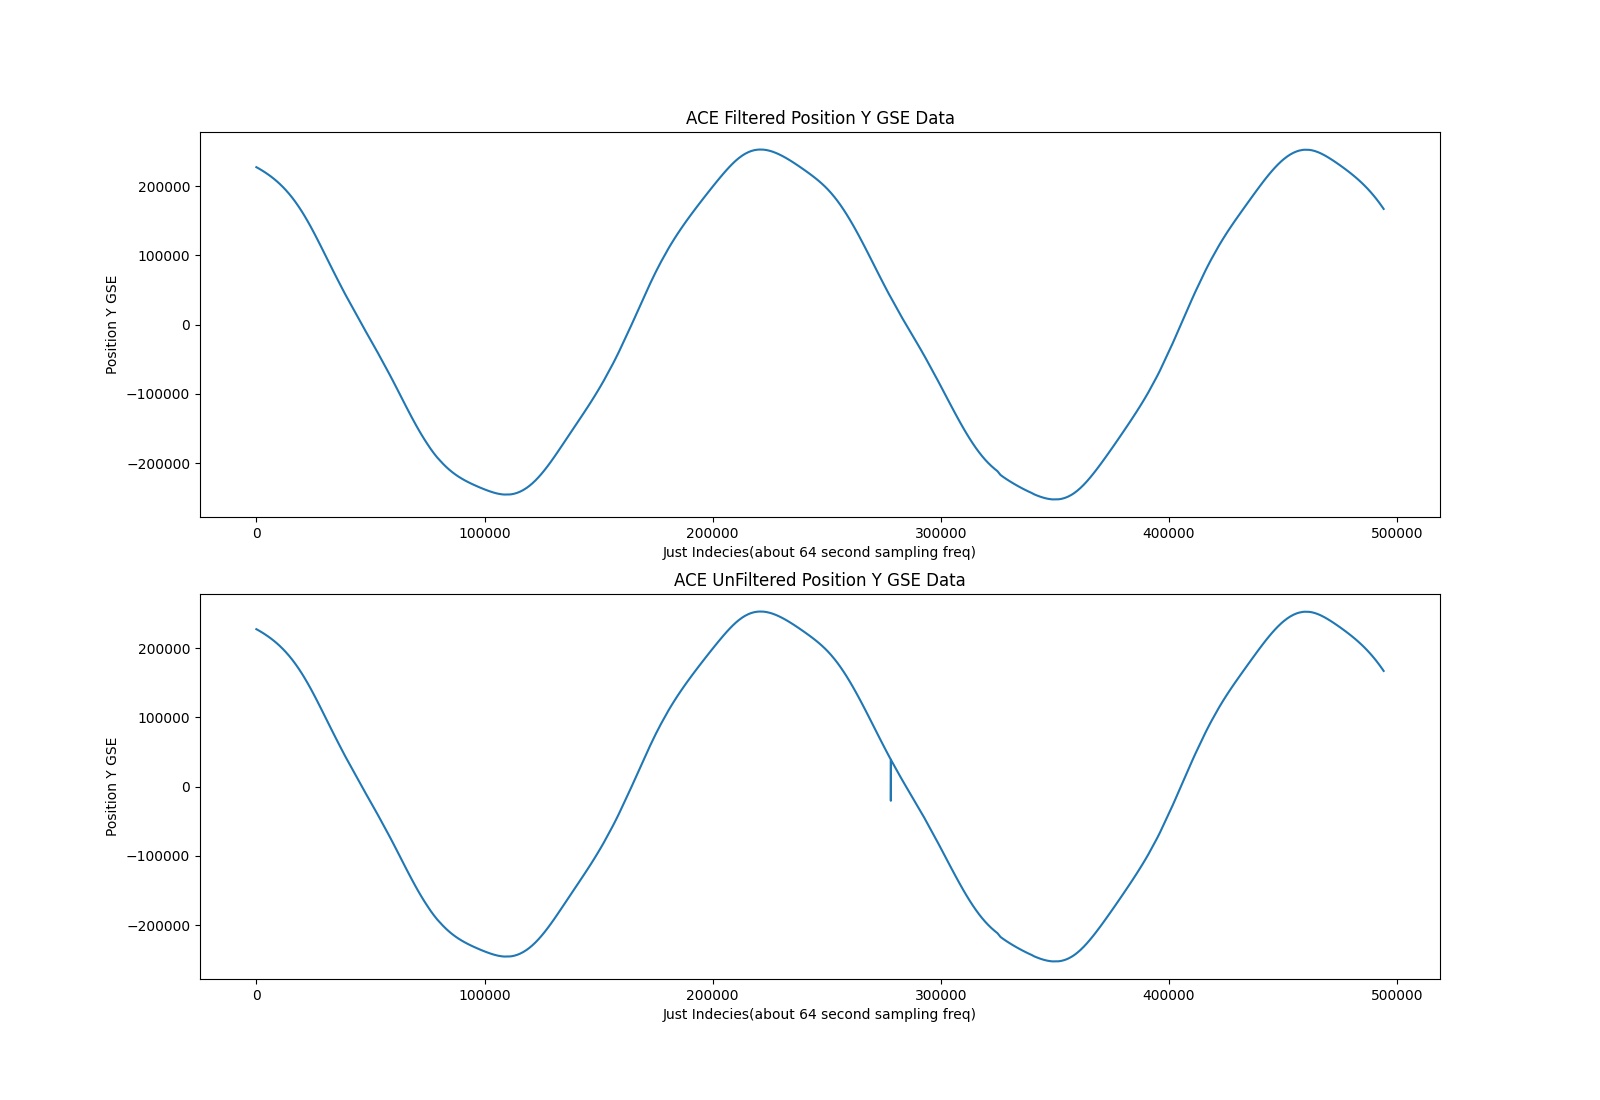 ACE Filtered Position Y GSE Data
200000
100000
0
−100000
−200000
Position Y GSE
0 100000 200000 300000 400000 500000
Just Indecies(about 64 second sampling freq)
ACE UnFiltered Position Y GSE Data
200000
100000
0
−100000
−200000
Position Y GSE
0 100000 200000 300000 400000 500000
Just Indecies(about 64 second sampling freq)